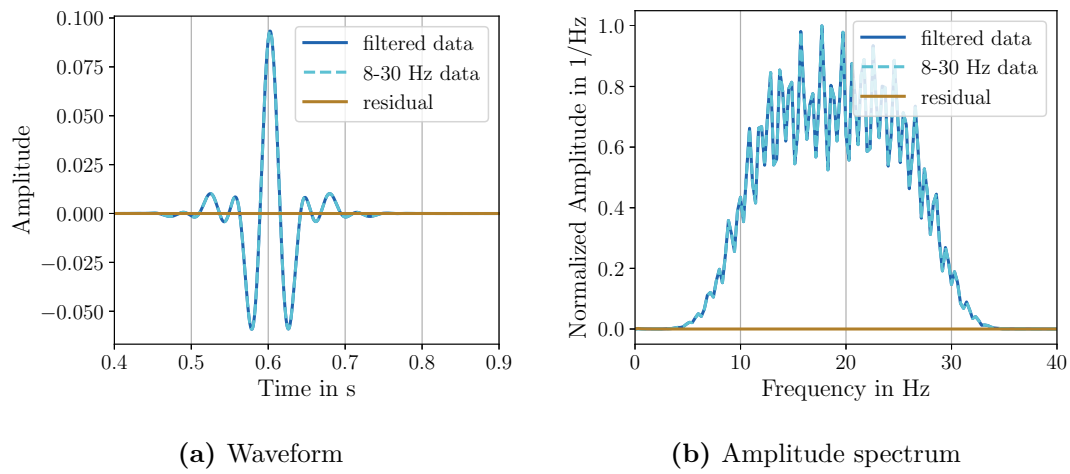 0.100
0.075
0.050
0.025
0.000
−0.025
−0.050
Amplitude
0.4 0.5 0.6 0.7 0.8 0.9
Time in s
filtered data
8-30 Hz data
residual
(a) Waveform
1.0
0.8
0.6
0.4
0.2
0.0
Normalized Amplitude in 1/Hz
0 10 20 30 40
Frequency in Hz
filtered data
8-30 Hz data
residual
(b) Amplitude spectrum